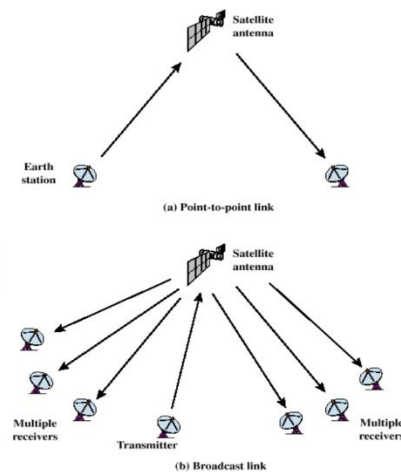 Satellite
antenna
Earth
station
(a) Point-to-point link
Satellite
antenna
Multiple
receivers
Transmitter
Multiple
receivers
(b) Broadcast link